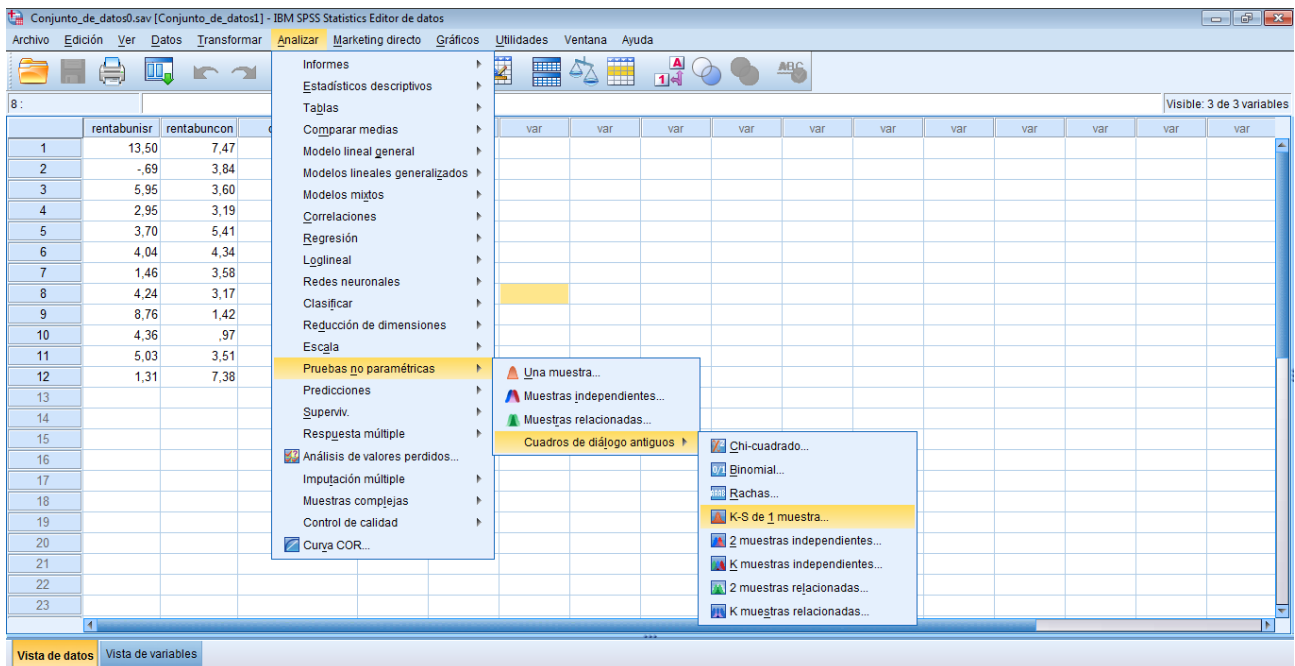 Conjunto_de_datos0.sav [Conjunto_de_datos1] - IBM SPSS Statistics Editor de datos
Archivo Edición Ver Datos Transformar Analizar Marketing directo Gráficos Utilidades Ventana Ayuda
8 :
Visible: 3 de 3 variables
rentabunisr rentabuncon var var var var var var var var var var var
1 13,50 7,47
2 -,69 3,84
3 5,95 3,60
4 2,95 3,19
5 3,70 5,41
6 4,04 4,34
7 1,46 3,58
8 4,24 3,17
9 8,76 1,42
10 4,36 ,97
11 5,03 3,51
12 1,31 7,38
13
14
15
16
17
18
19
20
21
22
23
Informes
Estadísticos descriptivos
Tablas
Comparar medias
Modelo lineal general
Modelos lineales generalizados
Modelos mixtos
Correlaciones
Regresión
Loglineal
Redes neuronales
Clasificar
Reducción de dimensiones
Escala
Pruebas no paramétricas
Predicciones
Superviv.
Respuesta múltiple
Análisis de valores perdidos...
Imputación múltiple
Muestras complejas
Control de calidad
Curva COR...
Una muestra...
Muestras independientes...
Muestras relacionadas...
Cuadros de diálogo antiguos
Chi-cuadrado...
Binomial...
Rachas...
K-S de 1 muestra...
2 muestras independientes...
K muestras independientes...
2 muestras relacionadas...
K muestras relacionadas...
Vista de datos Vista de variables